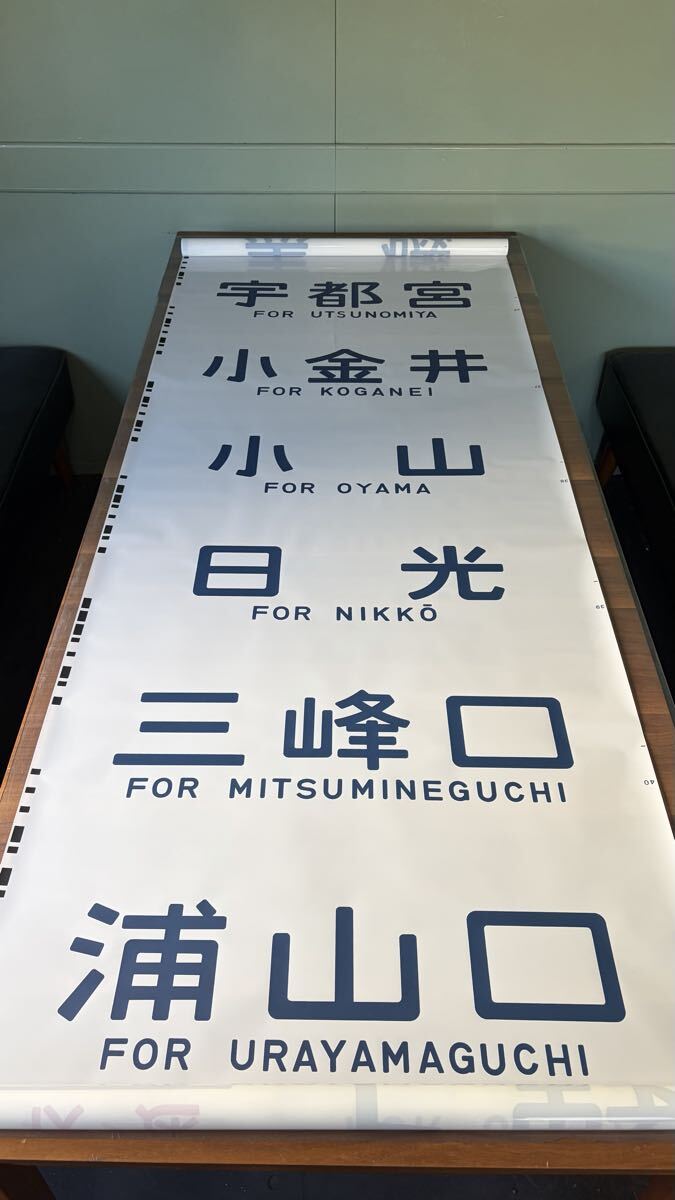 宇都宮
FOR UTSUNOMIYA
小金井
FOR KOGANEI
小山
FOR OYAMA
日光
FOR NIKKŌ
三峰口
FOR MITSUMINEGUCHI
40
浦山口
FOR URAYAMAGUCHI